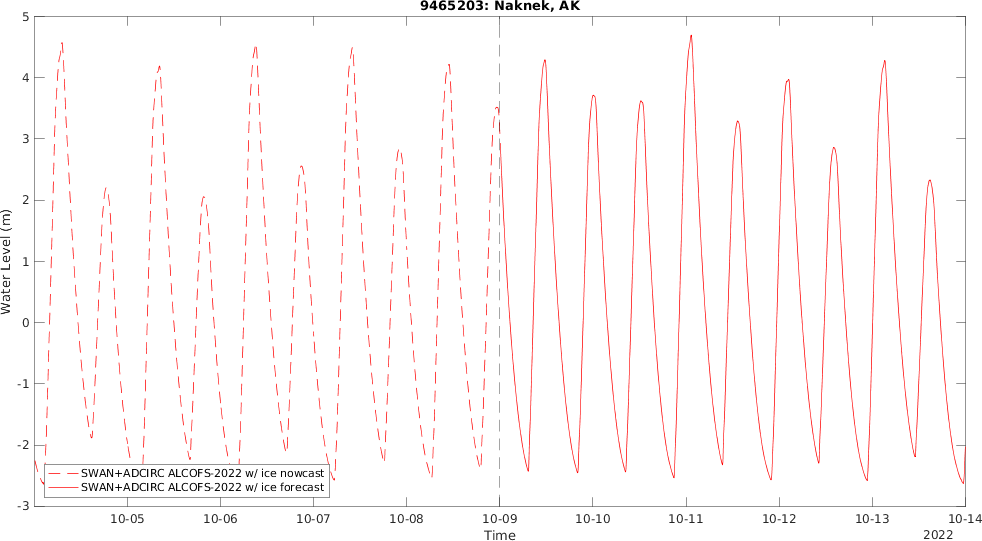 9465203: Naknek, AK
Water Level (m)
5
4
3
2
1
0
-1
-2
-3
SWAN+ADCIRC ALCOFS-2022 w/ ice nowcast
SWAN+ADCIRC ALCOFS-2022 w/ ice forecast
10-05 10-06 10-07 10-08 10-09 10-10 10-11 10-12 10-13 10-14
Time
2022